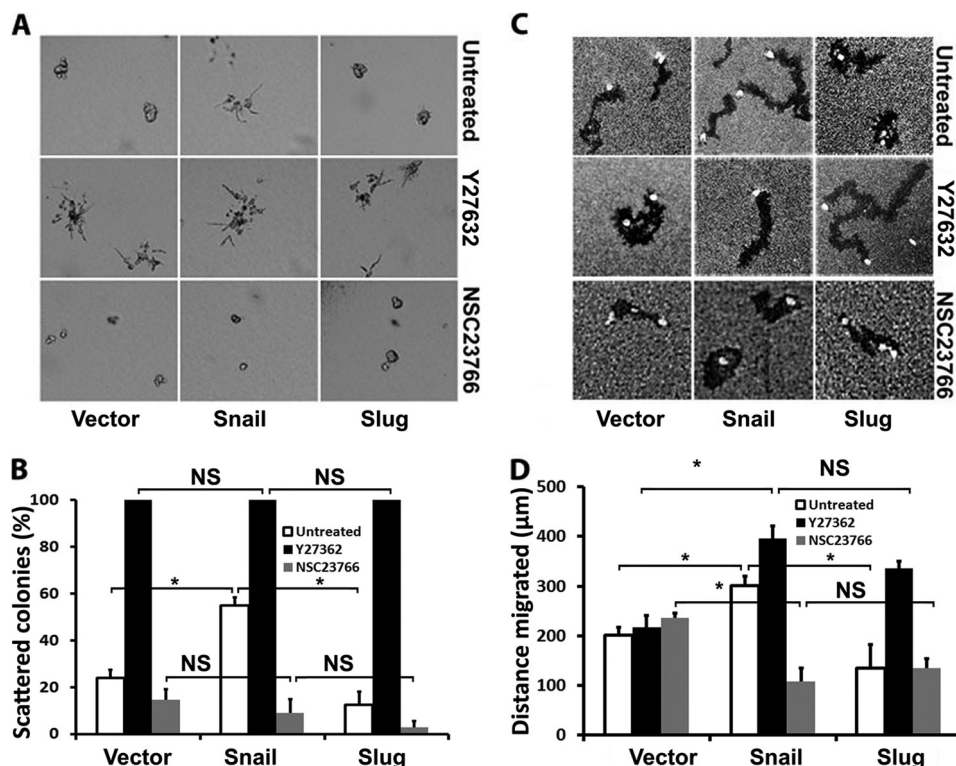 A
Untreated
Y27632
NSC23766
Vector Snail Slug
C
Untreated
Y27632
NSC23766
Vector Snail Slug
B
NS NS
100
80
60
40
20
0
Scattered colonies (%)
Untreated
Y27362
NSC23766
* *
NS NS
Vector Snail Slug
D
* NS
500
400
300
200
100
0
Distance migrated (µm)
Untreated
Y27362
NSC23766
* *
* NS
Vector Snail Slug